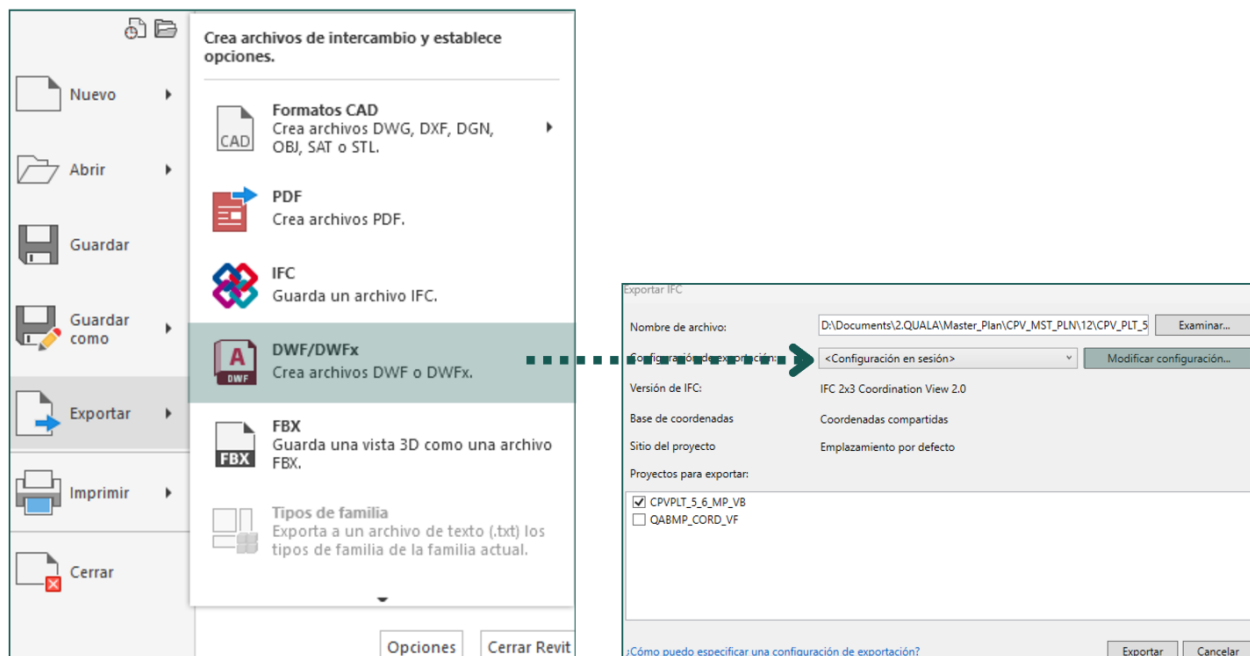 Crea archivos de intercambio y establece
opciones.
Nuevo
Abrir
Guardar
Guardar
como
Exportar
Imprimir
Cerrar
CAD
Formatos CAD
Crea archivos DWG, DXF, DGN,
OBJ, SAT o STL.
PDF
Crea archivos PDF.
IFC
Guarda un archivo IFC.
A
DWF
DWF/DWFx
Crea archivos DWF o DWFx.
FBX
FBX
Guarda una vista 3D como una archivo
FBX.
Tipos de familia
Exporta a un archivo de texto (.txt) los
tipos de familia de la familia actual.
Opciones
Cerrar Revit
Exportar IFC
Nombre de archivo:
D:\Documents\2.QUALA\Master_Plan\CPV_MST_PLN\12\CPV_PLT_5
Examinar...
Configuración de exportación:
<Configuración en sesión>
Modificar configuración...
Versión de IFC:
IFC 2x3 Coordination View 2.0
Base de coordenadas
Coordenadas compartidas
Sitio del proyecto
Emplazamiento por defecto
Proyectos para exportar:
CPVPLT_5_6_MP_VB
QABMP_CORD_VF
¿Cómo puedo especificar una configuración de exportación?
Exportar
Cancelar